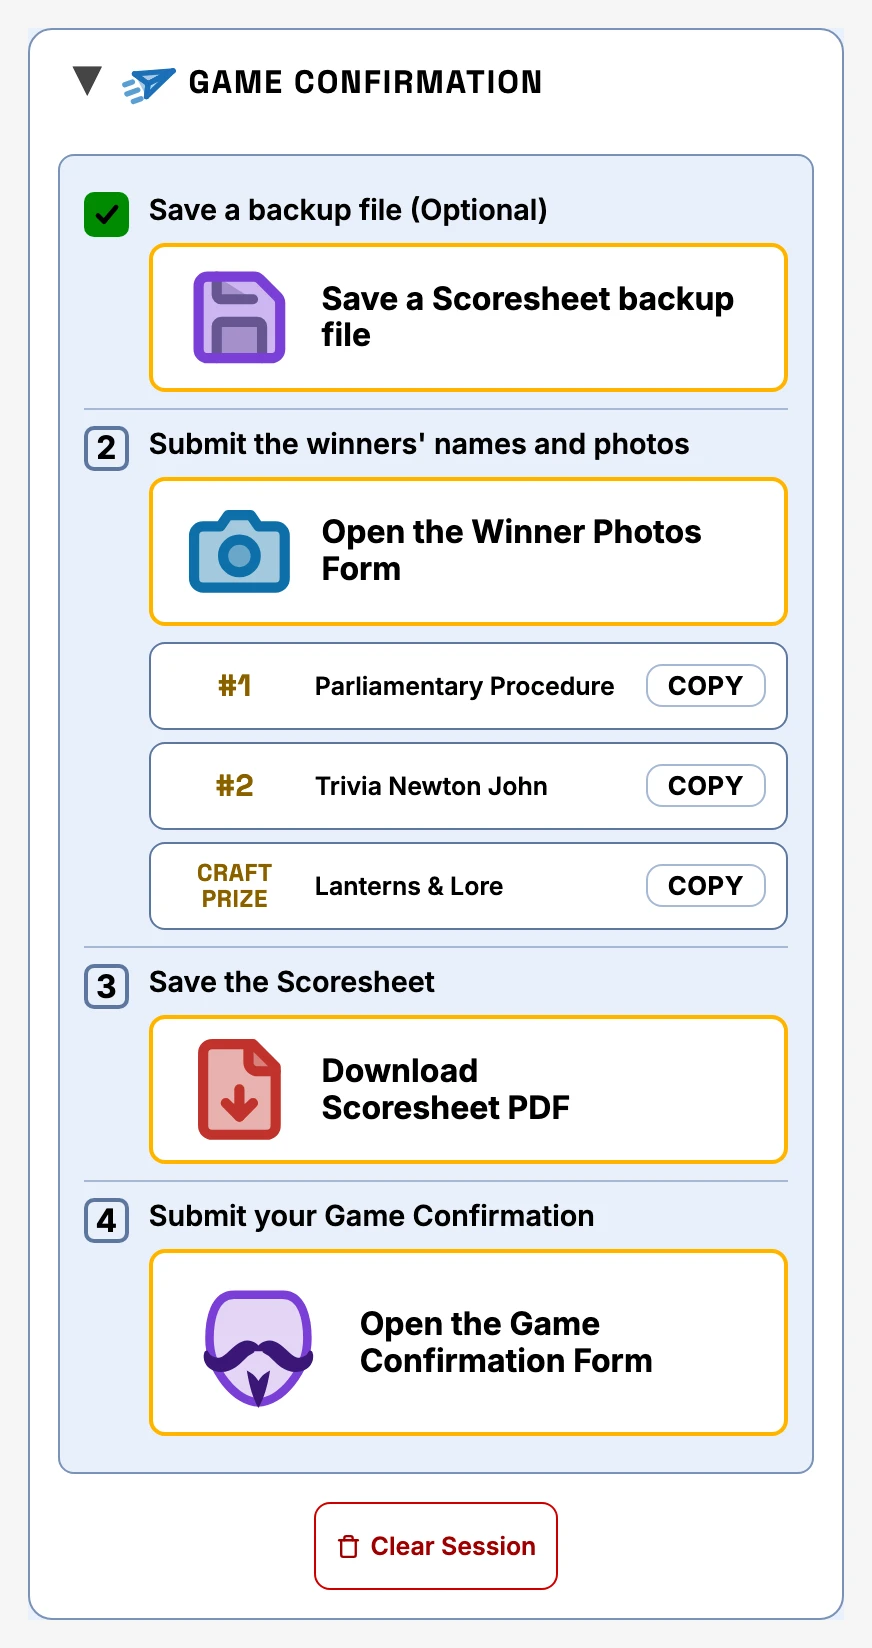 GAME CONFIRMATION
Save a backup file (Optional)
Save a Scoresheet backup
file
2 Submit the winners' names and photos
Open the Winner Photos
Form
#1 Parliamentary Procedure COPY
#2 Trivia Newton John COPY
CRAFT
PRIZE Lanterns & Lore COPY
3 Save the Scoresheet
Download
Scoresheet PDF
4 Submit your Game Confirmation
Open the Game
Confirmation Form
Clear Session